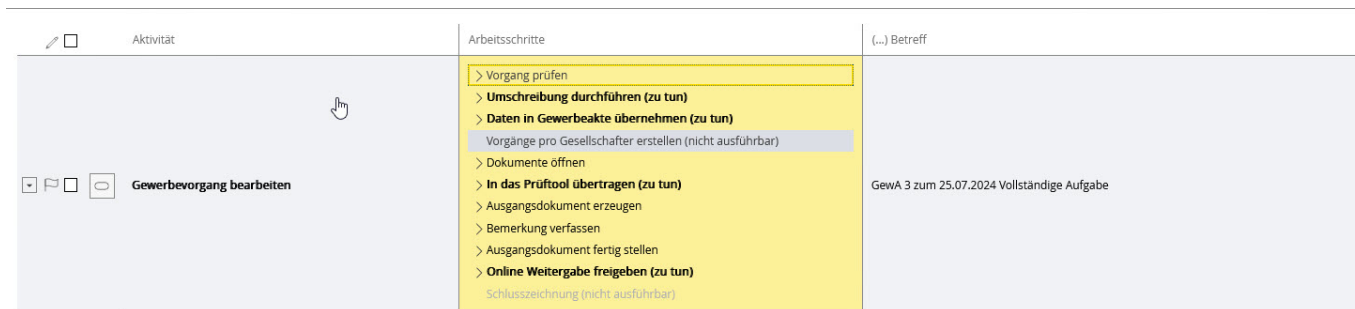 Aktivität
Arbeitsschritte
(...) Betreff
Vorgang prüfen
Umschreibung durchführen (zu tun)
Daten in Gewerbeakte übernehmen (zu tun)
Vorgänge pro Gesellschafter erstellen (nicht ausführbar)
Dokumente öffnen
Gewerbevorgang bearbeiten
In das Prüftool übertragen (zu tun)
GewA 3 zum 25.07.2024 Vollständige Aufgabe
Ausgangsdokument erzeugen
Bemerkung verfassen
Ausgangsdokument fertig stellen
Online Weitergabe freigeben (zu tun)
Schlusszeichnung (nicht ausführbar)